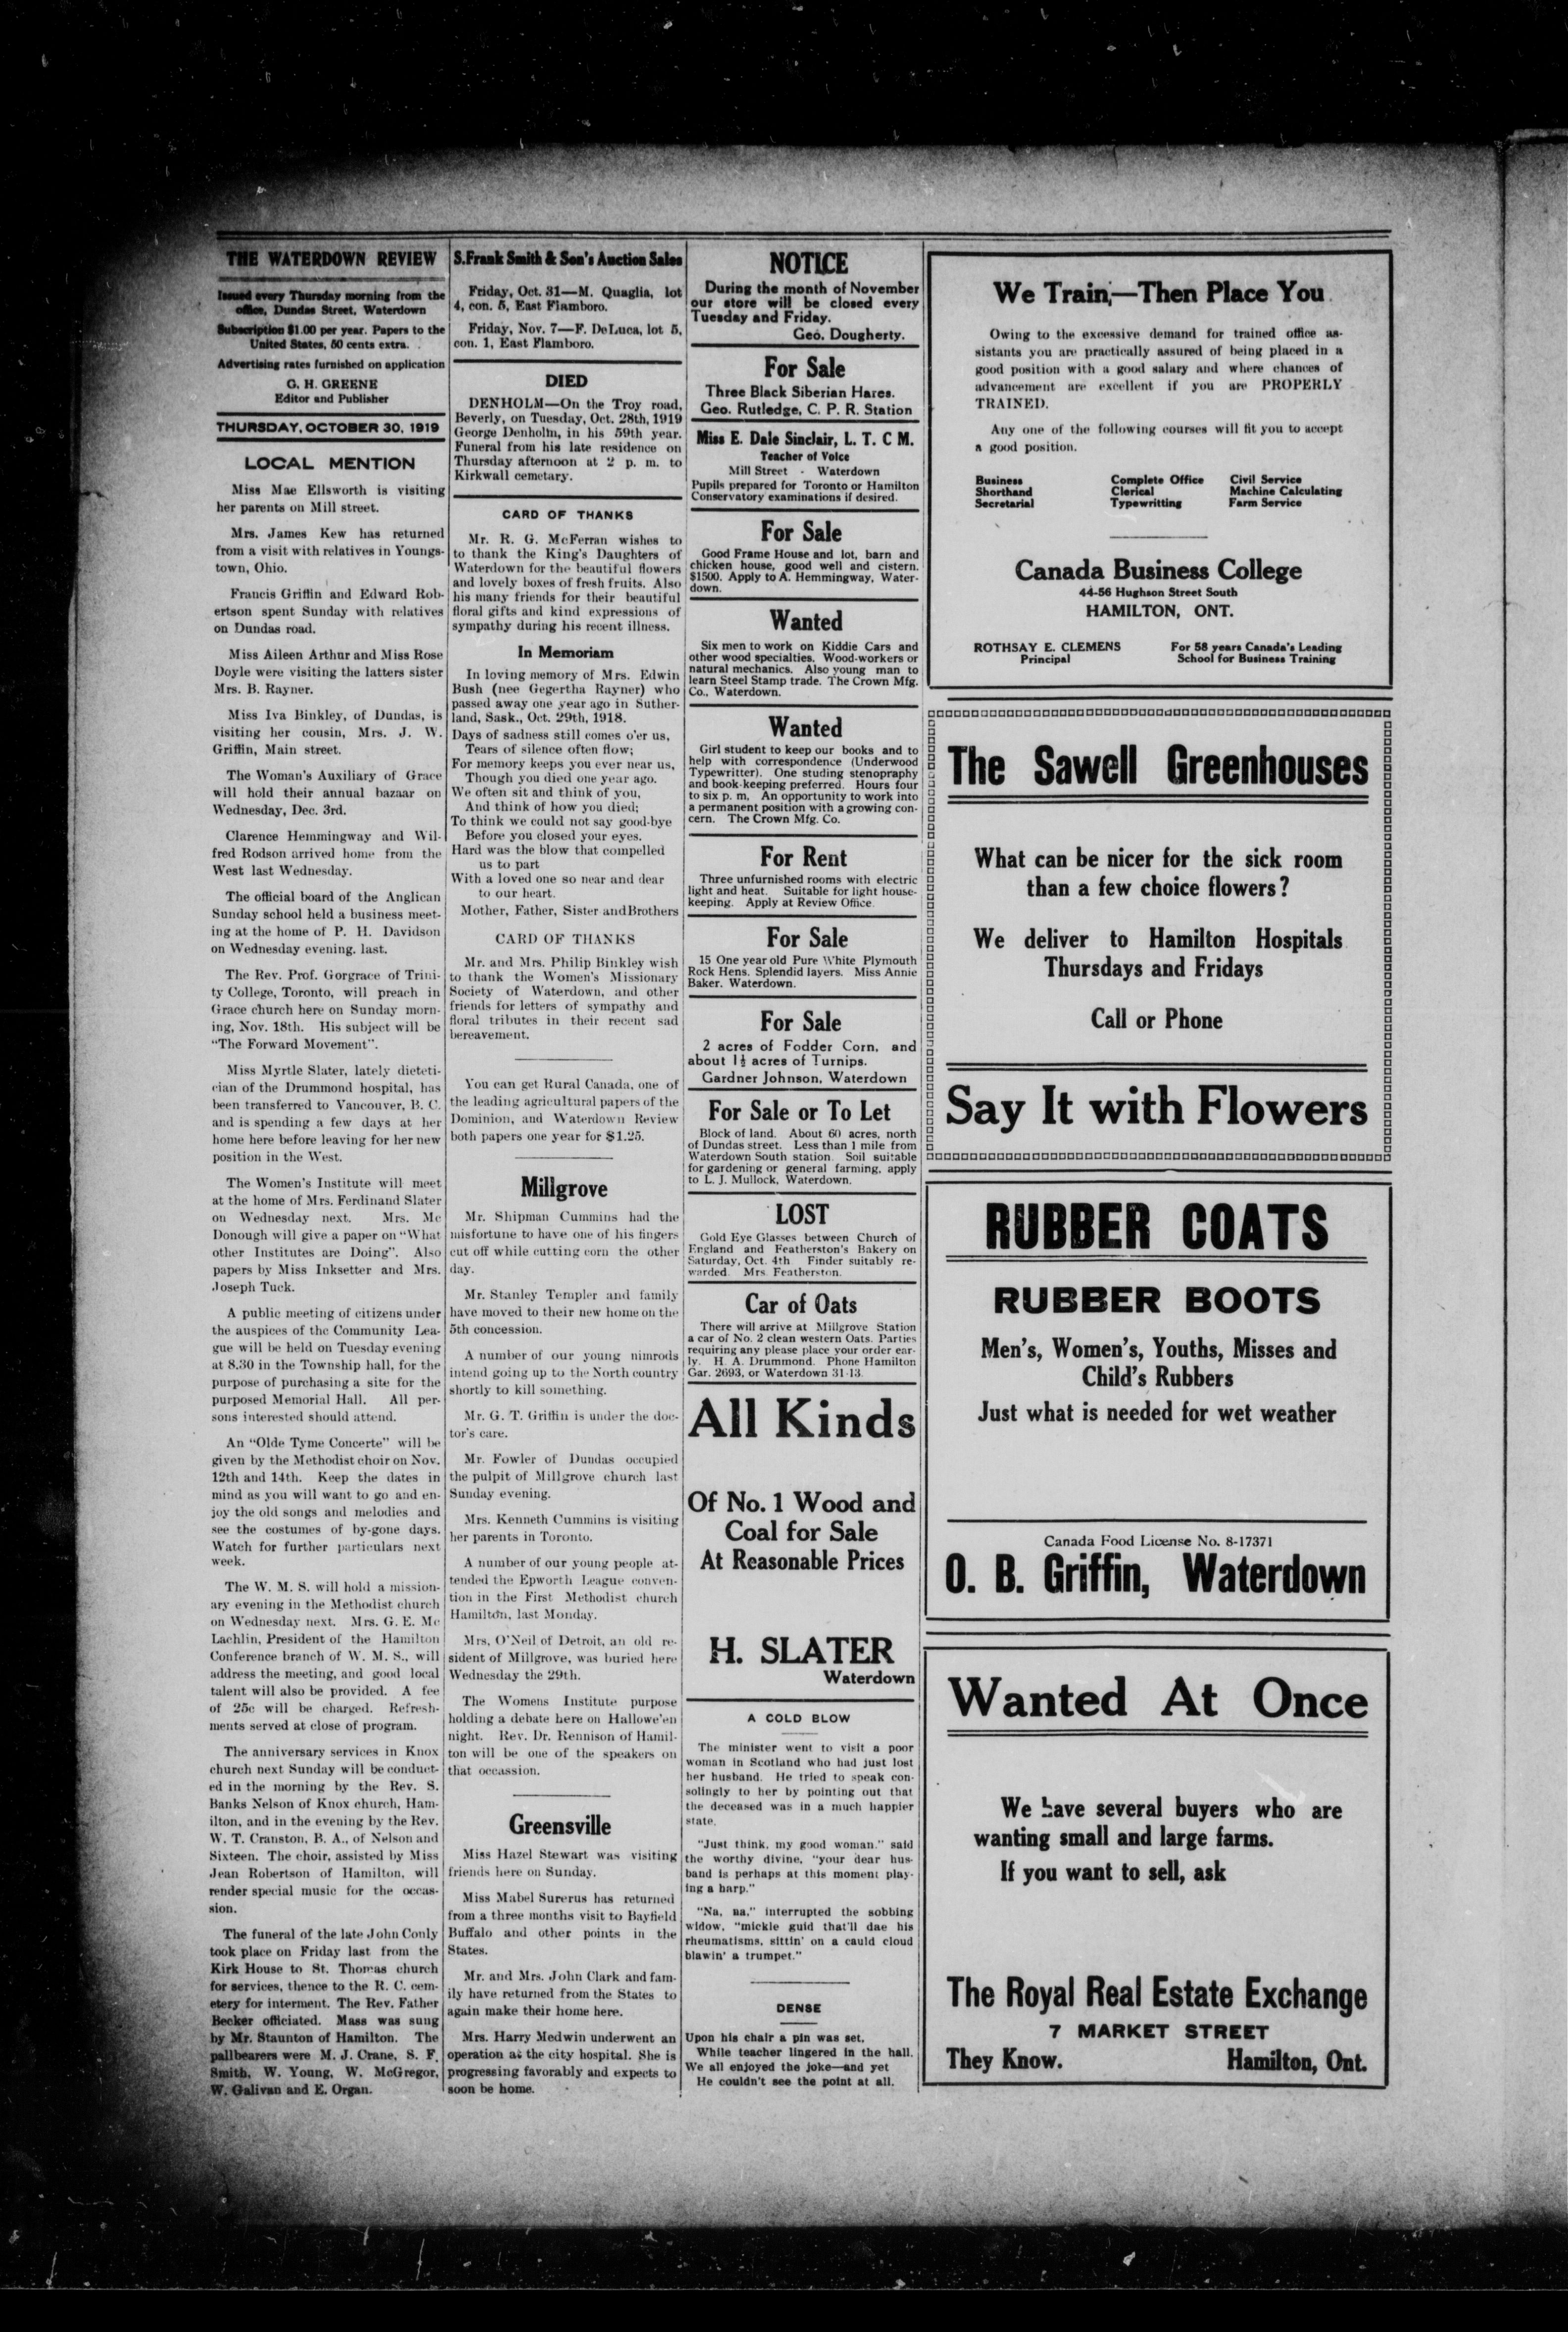 THE WATERDOWN REVIEW
Issued every Thursday morning from the
office, Dundas Street, Waterdown
Subscription $1.00 per year. Papers to the
United States, 50 cents extra.
Advertising rates furnished on application
G. H. GREENE
Editor and Publisher
THURSDAY, OCTOBER 30, 1919
LOCAL MENTION
Miss Mae Ellsworth is visiting
her parents on Mill street.
Mrs. James Kew has returned
from a visit with relatives in Youngs-
town, Ohio.
Francis Griffin and Edward Rob-
ertson spent Sunday with relatives
on Dundas road.
Miss Aileen Arthur and Miss Rose
Doyle were visiting the latters sister
Mrs. B. Rayner.
Miss Iva Binkley, of Dundas, is
visiting her cousin, Mrs. J. W.
Griffin, Main street.
The Woman's Auxiliary of Grace
will hold their annual bazaar on
Wednesday, Dec. 3rd.
Clarence Hemmingway and Wil-
fred Rodson arrived home from the
West last Wednesday.
The official board of the Anglican
Sunday school held a business meet-
ing at the home of P. H. Davidson
on Wednesday evening. last.
The Rev. Prof. Gorgrace of Trini-
ty College, Toronto, will preach in
Grace church here on Sunday morn-
ing, Nov. 18th. His subject will be
"The Forward Movement".
Miss Myrtle Slater, lately dieteti-
cian of the Drummond hospital, has
been transferred to Vancouver, B. C.
and is spending a few days at her
home here before leaving for her new
position in the West.
The Women's Institute will meet
at the home of Mrs. Ferdinand Slater
on Wednesday next. Mrs. Mc
Donough will give a paper on "What
other Institutes are Doing". Also
papers by Miss Inksetter and Mrs.
Joseph Tuck.
A public meeting of citizens under
the auspices of the Community Lea-
gue will be held on Tuesday evening
at 8.30 in the Township hall, for the
purpose of purchasing a site for the
purposed Memorial Hall. All per-
sons interested should attend.
An "Olde Tyme Concerte" will be
given by the Methodist choir on Nov.
12th and 14th. Keep the dates in
mind as you will want to go and en-
joy the old songs and melodies and
see the costumes of by-gone days.
Watch for further particulars next
week.
The W. M. S. will hold a mission-
ary evening in the Methodist church
on Wednesday next. Mrs. G. E. Mc
Lachlin, President of the Hamilton
Conference branch of W. M. S., will
address the meeting, and good local
talent will also be provided. A fee
of 25c will be charged. Refresh-
ments served at close of program.
The anniversary services in Knox
church next Sunday will be conduct-
ed in the morning by the Rev. S.
Banks Nelson of Knox church, Ham-
ilton, and in the evening by the Rev.
W. T. Cranston, B. A., of Nelson and
Sixteen. The choir, assisted by Miss
Jean Robertson of Hamilton, will
render special music for the occas-
sion.
The funeral of the late John Conly
took place on Friday last from the
Kirk House to St. Thomas church
for services, thence to the R. C. cem-
etery for interment. The Rev. Father
Becker officiated. Mass was sung
by Mr. Staunton of Hamilton. The
pallbearers were M. J. Crane, S. F.
Smith, W. Young, W. McGregor,
W. Galivan and E. Organ.
S. Frank Smith & Son's Auction Sales
Friday, Oct. 31—M. Quaglia, lot
4, con. 5, East Flamboro.
Friday, Nov. 7—F. DeLuca, lot 5,
con. 1, East Flamboro.
DIED
DENHOLM—On the Troy road,
Beverly, on Tuesday, Oct. 28th, 1919
George Denholm, in his 59th year.
Funeral from his late residence on
Thursday afternoon at 2 p. m. to
Kirkwall cemetary.
CARD OF THANKS
Mr. R. G. McFerran wishes to
to thank the King's Daughters of
Waterdown for the beautiful flowers
and lovely boxes of fresh fruits. Also
his many friends for their beautiful
floral gifts and kind expressions of
sympathy during his recent illness.
In Memoriam
In loving memory of Mrs. Edwin
Bush (nee Gegertha Rayner) who
passed away one year ago in Suther-
land, Sask., Oct. 29th, 1918.
Days of sadness still comes o'er us,
Tears of silence often flow;
For memory keeps you ever near us,
Though you died one year ago.
We often sit and think of you,
And think of how you died;
To think we could not say good-bye
Before you closed your eyes.
Hard was the blow that compelled
us to part
With a loved one so near and dear
to our heart.
Mother, Father, Sister and Brothers
CARD OF THANKS
Mr. and Mrs. Philip Binkley wish
to thank the Women's Missionary
Society of Waterdown, and other
friends for letters of sympathy and
floral tributes in their recent sad
bereavement.
You can get Rural Canada, one of
the leading agricultural papers of the
Dominion, and Waterdown Review
both papers one year for $1.25.
Millgrove
Mr. Shipman Cummins had the
misfortune to have one of his fingers
cut off while cutting corn the other
day.
Mr. Stanley Templer and family
have moved to their new home on the
5th concession.
A number of our young nimrods
intend going up to the North country
shortly to kill something.
Mr. G. T. Griffin is under the doc-
tor's care.
Mr. Fowler of Dundas occupied
the pulpit of Millgrove church last
Sunday evening.
Mrs. Kenneth Cummins is visiting
her parents in Toronto.
A number of our young people at-
tended the Epworth League conven-
tion in the First Methodist church
Hamilton, last Monday.
Mrs, O'Neil of Detroit, an old re-
sident of Millgrove, was buried here
Wednesday the 29th.
The Womens Institute purpose
holding a debate here on Hallowe'en
night. Rev. Dr. Rennison of Hamil-
ton will be one of the speakers on
that occassion.
Greensville
Miss Hazel Stewart was visiting
friends here on Sunday.
Miss Mabel Surerus has returned
from a three months visit to Bayfield
Buffalo and other points in the
States.
Mr. and Mrs. John Clark and fam-
ily have returned from the States to
again make their home here.
Mrs. Harry Medwin underwent an
operation at the city hospital. She is
progressing favorably and expects to
soon be home.
NOTICE
During the month of November
our store will be closed every
Tuesday and Friday.
Geo. Dougherty.
For Sale
Three Black Siberian Hares.
Geo. Rutledge, C. P. R. Station
Miss E. Dale Sinclair, L. T. C M.
Teacher of Voice
Mill Street - Waterdown
Pupils prepared for Toronto or Hamilton
Conservatory examinations if desired.
For Sale
Good Frame House and lot, barn and
chicken house, good well and cistern.
$1500. Apply to A. Hemmingway, Water-
down.
Wanted
Six men to work on Kiddie Cars and
other wood specialties. Wood-workers or
natural mechanics. Also young man to
learn Steel Stamp trade. The Crown Mfg.
Co., Waterdown.
Wanted
Girl student to keep our books and to
help with correspondence (Underwood
Typewritter). One studing stenopraphy
and book-keeping preferred. Hours four
to six p. m. An opportunity to work into
a permanent position with a growing con-
cern. The Crown Mfg. Co.
For Rent
Three unfurnished rooms with electric
light and heat. Suitable for light house-
keeping. Apply at Review Office.
For Sale
15 One year old Pure White Plymouth
Rock Hens. Splendid layers. Miss Annie
Baker. Waterdown.
For Sale
2 acres of Fodder Corn, and
about 1½ acres of Turnips.
Gardner Johnson, Waterdown
For Sale or To Let
Block of land. About 60 acres, north
of Dundas street. Less than 1 mile from
Waterdown South station. Soil suitable
for gardening or general farming, apply
to L. J. Mullock, Waterdown.
LOST
Gold Eye Glasses between Church of
England and Featherston's Bakery on
Saturday, Oct. 4th Finder suitably re-
warded. Mrs. Featherston.
Car of Oats
There will arrive at Millgrove Station
a car of No. 2 clean western Oats. Parties
requiring any please place your order ear-
ly. H. A. Drummond. Phone Hamilton
Gar. 2693, or Waterdown 31-13.
All Kinds
Of No. 1 Wood and
Coal for Sale
At Reasonable Prices
H. SLATER
Waterdown
A COLD BLOW
The minister went to visit a poor
woman in Scotland who had just lost
her husband. He tried to speak con-
solingly to her by pointing out that
the deceased was in a much happier
state.
"Just think, my good woman." said
the worthy divine, "your dear hus-
band is perhaps at this moment play-
ing a harp."
"Na, na," interrupted the sobbing
widow, "mickle guid that'll dae his
rheumatisms, sittin' on a cauld cloud
blawin' a trumpet."
DENSE
Upon his chair a pin was set,
While teacher lingered in the hall.
We all enjoyed the joke—and yet
He couldn't see the point at all.
We Train,—Then Place You
Owing to the excessive demand for trained office as-
sistants you are practically assured of being placed in a
good position with a good salary and where chances of
advancement are excellent if you are PROPERLY
TRAINED.
Any one of the following courses will fit you to accept
a good position.
Business Complete Office Civil Service
Shorthand Clerical Machine Calculating
Secretarial Typewritting Farm Service
Canada Business College
44-56 Hughson Street South
HAMILTON, ONT.
ROTHSAY E. CLEMENS For 58 years Canada's Leading
Principal School for Business Training
The Sawell Greenhouses
What can be nicer for the sick room
than a few choice flowers?
We deliver to Hamilton Hospitals
Thursdays and Fridays
Call or Phone
Say It with Flowers
RUBBER COATS
RUBBER BOOTS
Men's, Women's, Youths, Misses and
Child's Rubbers
Just what is needed for wet weather
Canada Food License No. 8-17371
O. B. Griffin, Waterdown
Wanted At Once
We have several buyers who are
wanting small and large farms.
If you want to sell, ask
The Royal Real Estate Exchange
7 MARKET STREET
They Know. Hamilton, Ont.